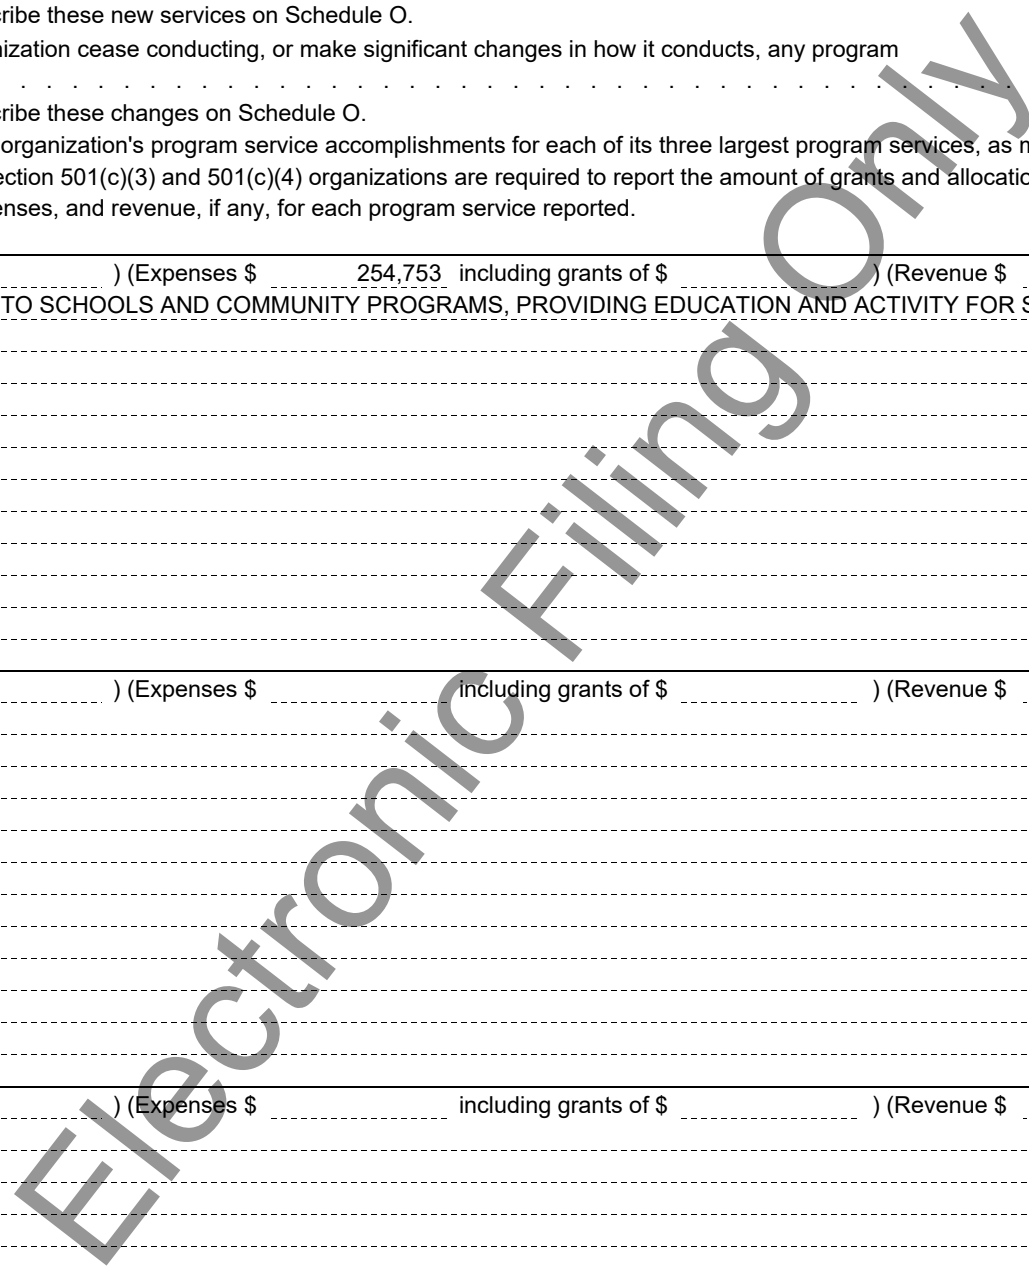 ribe these new services on Schedule O.
nization cease conducting, or make significant changes in how it conducts, any program
. . . . . . . . . . . . . . . . . . . . . . . . . . . . . . . . . . . . . . .
ribe these changes on Schedule O.
organization's program service accomplishments for each of its three largest program services, as m
ection 501(c)(3) and 501(c)(4) organizations are required to report the amount of grants and allocatio
enses, and revenue, if any, for each program service reported.
) (Expenses $ 254,753 including grants of $ ) (Revenue $
TO SCHOOLS AND COMMUNITY PROGRAMS, PROVIDING EDUCATION AND ACTIVITY FOR S
) (Expenses $ including grants of $ ) (Revenue $
) (Expenses $ including grants of $ ) (Revenue $
Electronic Filing Only